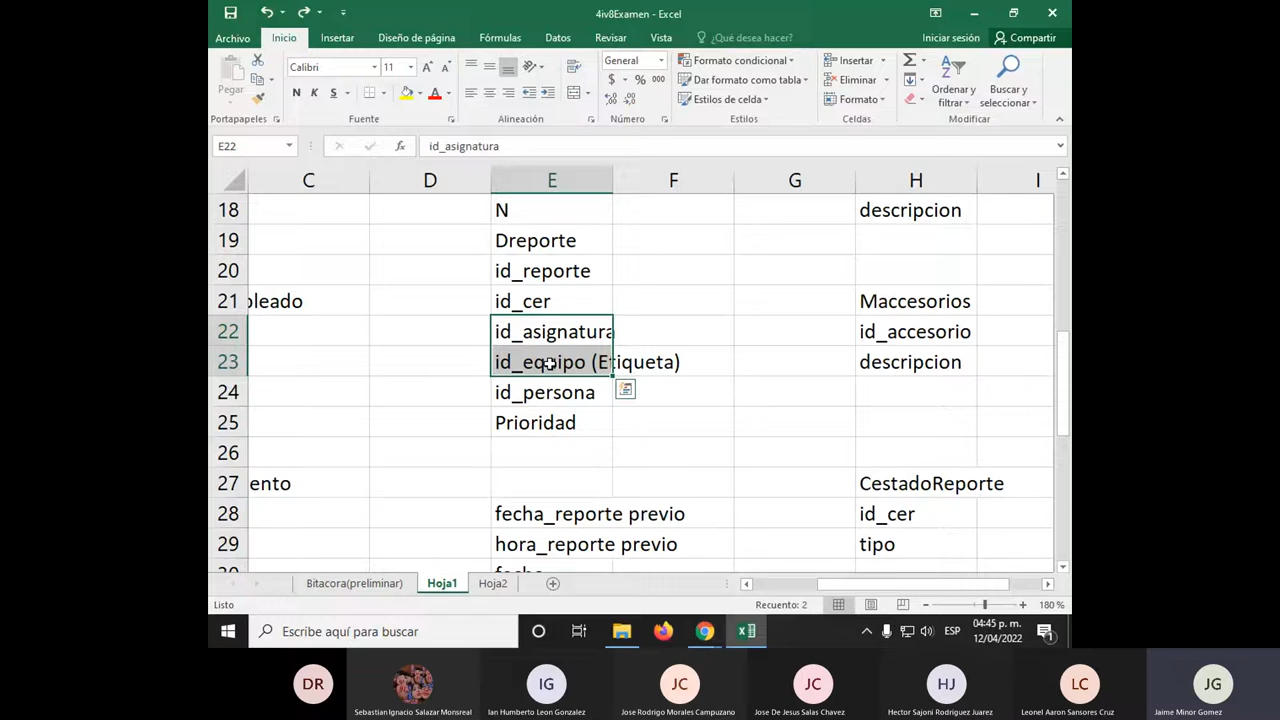 4iv8Examen - Excel
Archivo Inicio Insertar Diseño de página Fórmulas Datos Revisar Vista ¿Qué desea hacer? Iniciar sesión Compartir
Pegar
Calibri 11
N K S
General
$ % 000
Formato condicional
Dar formato como tabla
Estilos de celda
Insertar
Eliminar
Formato
Ordenar y filtrar
Buscar y seleccionar
Portapapeles Fuente Alineación Número Estilos Celdas Modificar
E22 fx id_asignatura
C D E F G H I
18 N descripcion
19 Dreporte
20 id_reporte
21 pleado id_cer Maccesorios
22 id_asignatura id_accesorio
23 id_equipo (Etiqueta) descripcion
24 id_persona
25 Prioridad
26
27 ento CestadoReporte
28 fecha_reporte previo id_cer
29 hora_reporte previo tipo
30 fecha
Bitacora(preliminar) Hoja1 Hoja2
Listo Recuento: 2 180 %
Escribe aquí para buscar ESP 04:45 p. m.
12/04/2022
1
DR IG JC JC HJ LC JG
Sebastian Ignacio Salazar Monsreal Ian Humberto Leon Gonzalez Jose Rodrigo Morales Campuzano Jose De Jesus Salas Chavez Hector Sajoni Rodriguez Juarez Leonel Aaron Sansores Cruz Jaime Minor Gomez